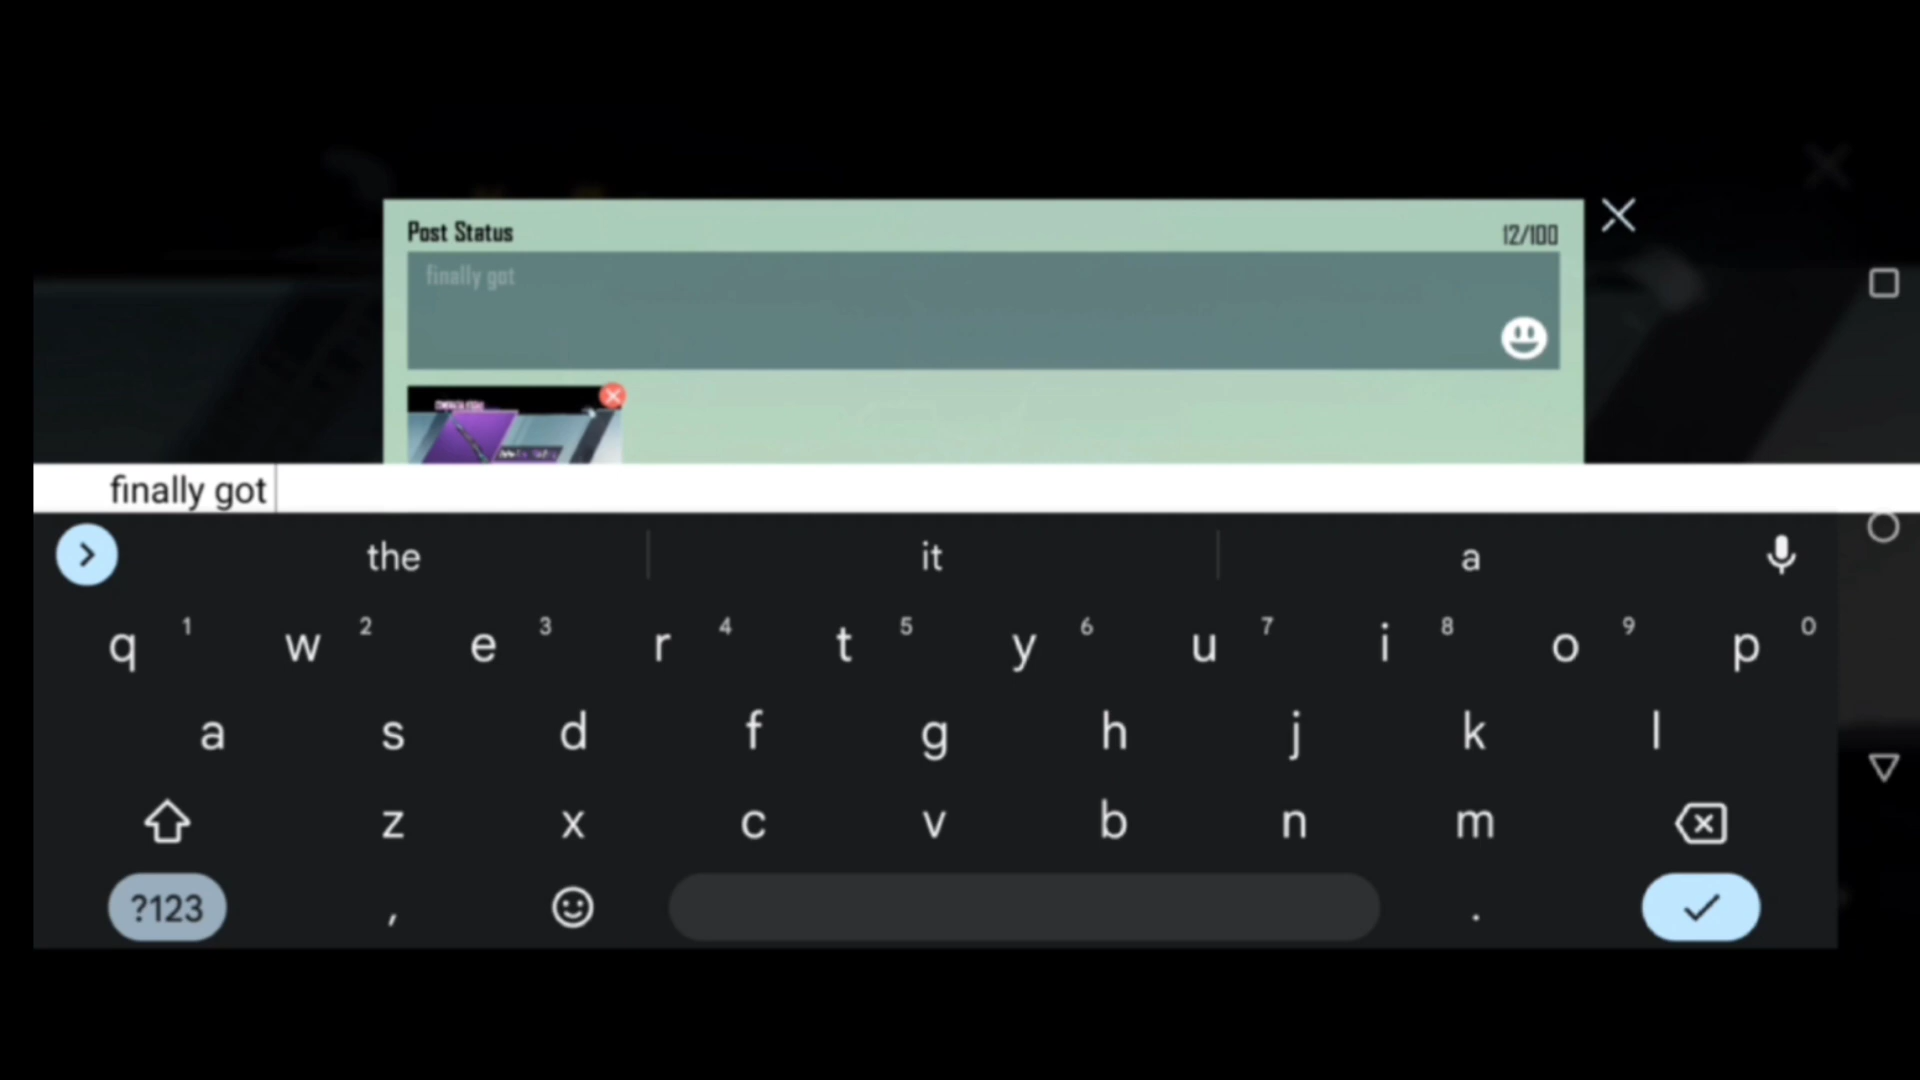 Post Status
12/100
finally got
finally got
the it a
q 1 w 2 e 3 r 4 t 5 y 6 u 7 i 8 o 9 p 0
a s d f g h j k l
z x c v b n m
?123 , .